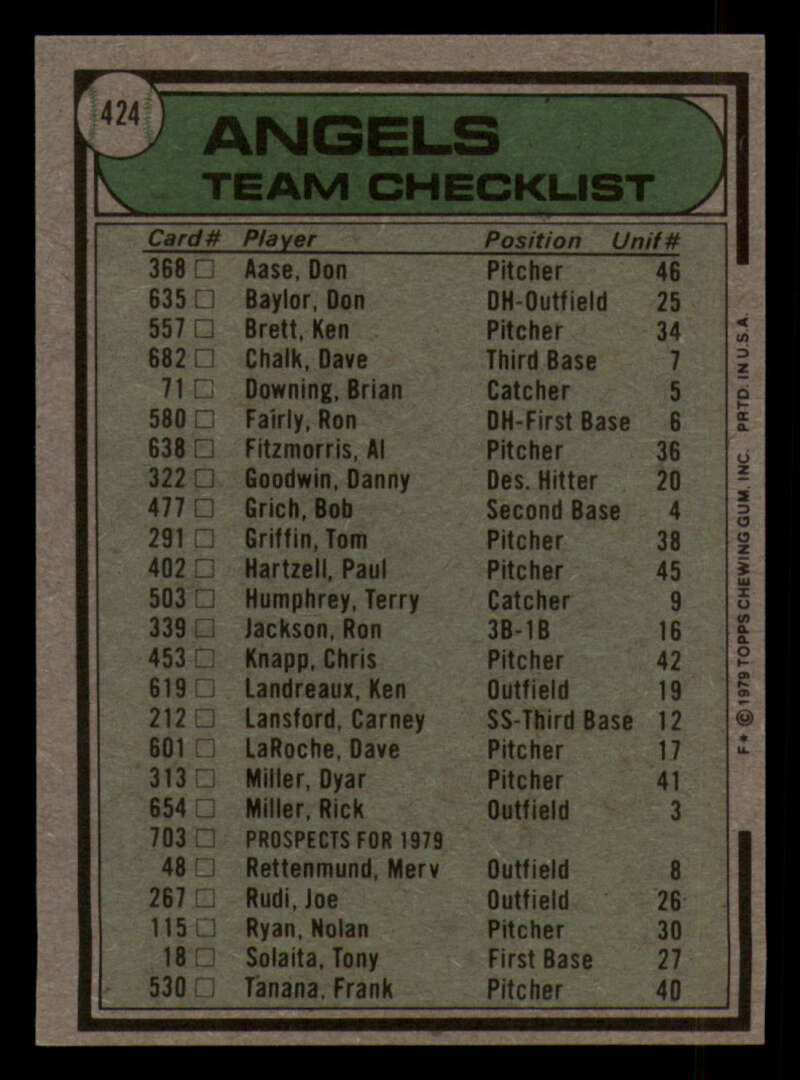 424
ANGELS
TEAM CHECKLIST
Card# Player Position Unif#
368 □ Aase, Don Pitcher 46
635 □ Baylor, Don DH-Outfield 25
557 □ Brett, Ken Pitcher 34
682 □ Chalk, Dave Third Base 7
71 □ Downing, Brian Catcher 5
580 □ Fairly, Ron DH-First Base 6
638 □ Fitzmorris, Al Pitcher 36
322 □ Goodwin, Danny Des. Hitter 20
477 □ Grich, Bob Second Base 4
291 □ Griffin, Tom Pitcher 38
402 □ Hartzell, Paul Pitcher 45
503 □ Humphrey, Terry Catcher 9
339 □ Jackson, Ron 3B-1B 16
453 □ Knapp, Chris Pitcher 42
619 □ Landreaux, Ken Outfield 19
212 □ Lansford, Carney SS-Third Base 12
601 □ LaRoche, Dave Pitcher 17
313 □ Miller, Dyar Pitcher 41
654 □ Miller, Rick Outfield 3
703 □ PROSPECTS FOR 1979
48 □ Rettenmund, Merv Outfield 8
267 □ Rudi, Joe Outfield 26
115 □ Ryan, Nolan Pitcher 30
18 □ Solaita, Tony First Base 27
530 □ Tanana, Frank Pitcher 40
F* © 1979 TOPPS CHEWING GUM, INC. PRTD. IN U.S.A.